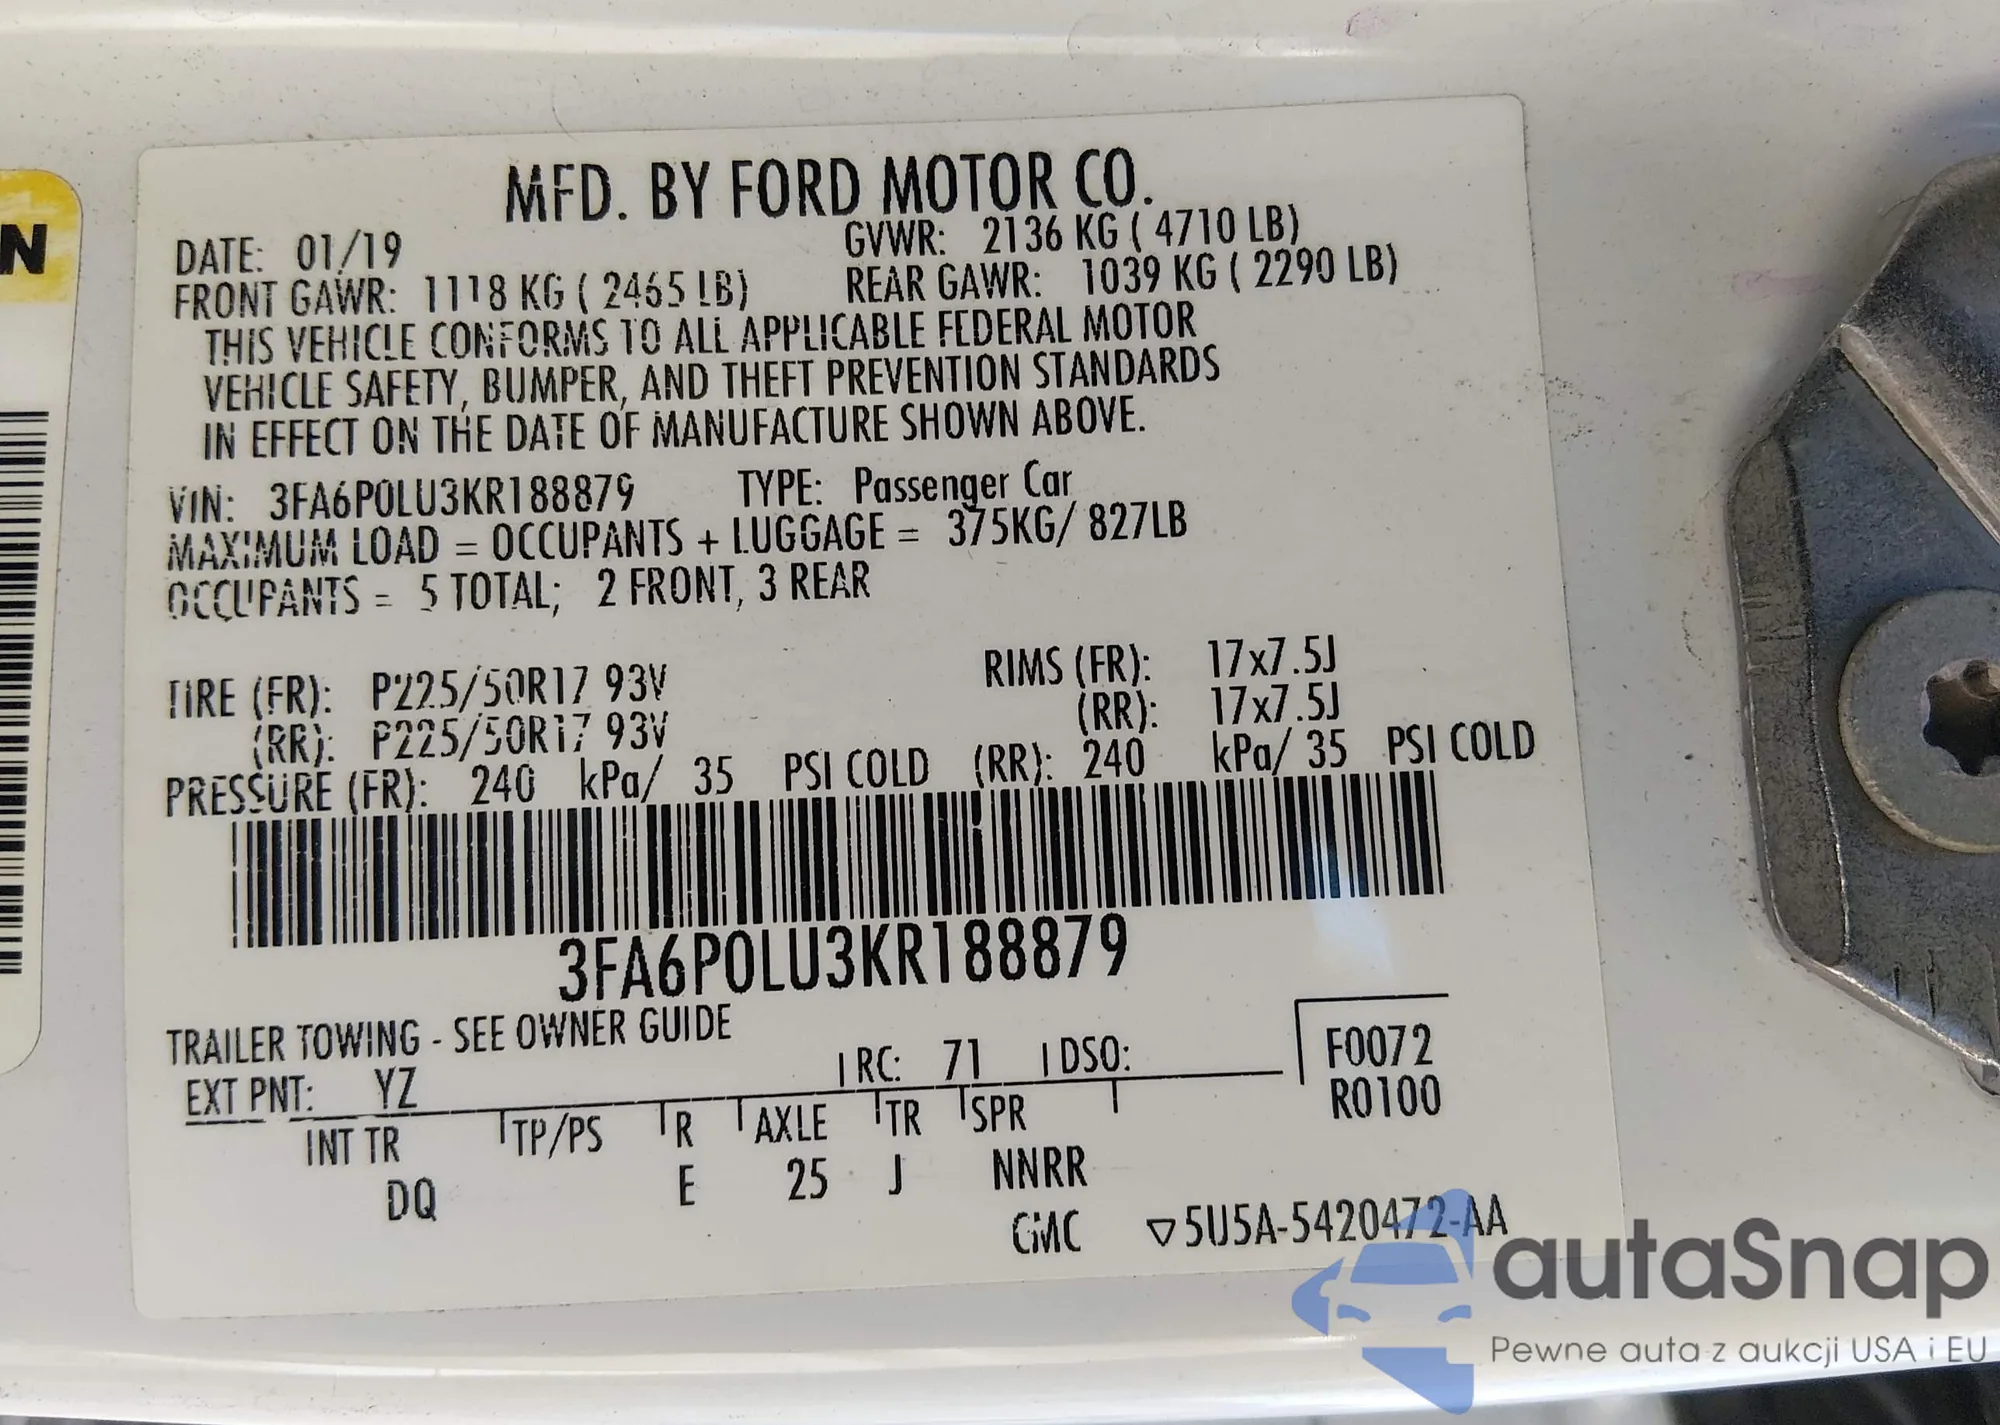 MFD. BY FORD MOTOR CO.
DATE: 01/19 GVWR: 2136 KG ( 4710 LB)
FRONT GAWR: 1118 KG ( 2465 LB) REAR GAWR: 1039 KG ( 2290 LB)
THIS VEHICLE CONFORMS TO ALL APPLICABLE FEDERAL MOTOR
VEHICLE SAFETY, BUMPER, AND THEFT PREVENTION STANDARDS
IN EFFECT ON THE DATE OF MANUFACTURE SHOWN ABOVE.
VIN: 3FA6P0LU3KR188879 TYPE: Passenger Car
MAXIMUM LOAD = OCCUPANTS + LUGGAGE = 375KG/ 827LB
OCCUPANTS = 5 TOTAL; 2 FRONT, 3 REAR
TIRE (FR): P225/50R17 93V RIMS (FR): 17x7.5J
(RR): P225/50R17 93V (RR): 17x7.5J
PRESSURE (FR): 240 kPa/ 35 PSI COLD (RR): 240 kPa/ 35 PSI COLD
3FA6P0LU3KR188879
TRAILER TOWING - SEE OWNER GUIDE
EXT PNT: YZ RC: 71 DSO: F0072
R0100
INT TR TP/PS R AXLE TR SPR
DQ E 25 J NNRR
GMC ▽5U5A-5420472-AA
N
autaSnap
Pewne auta z aukcji USA i EU